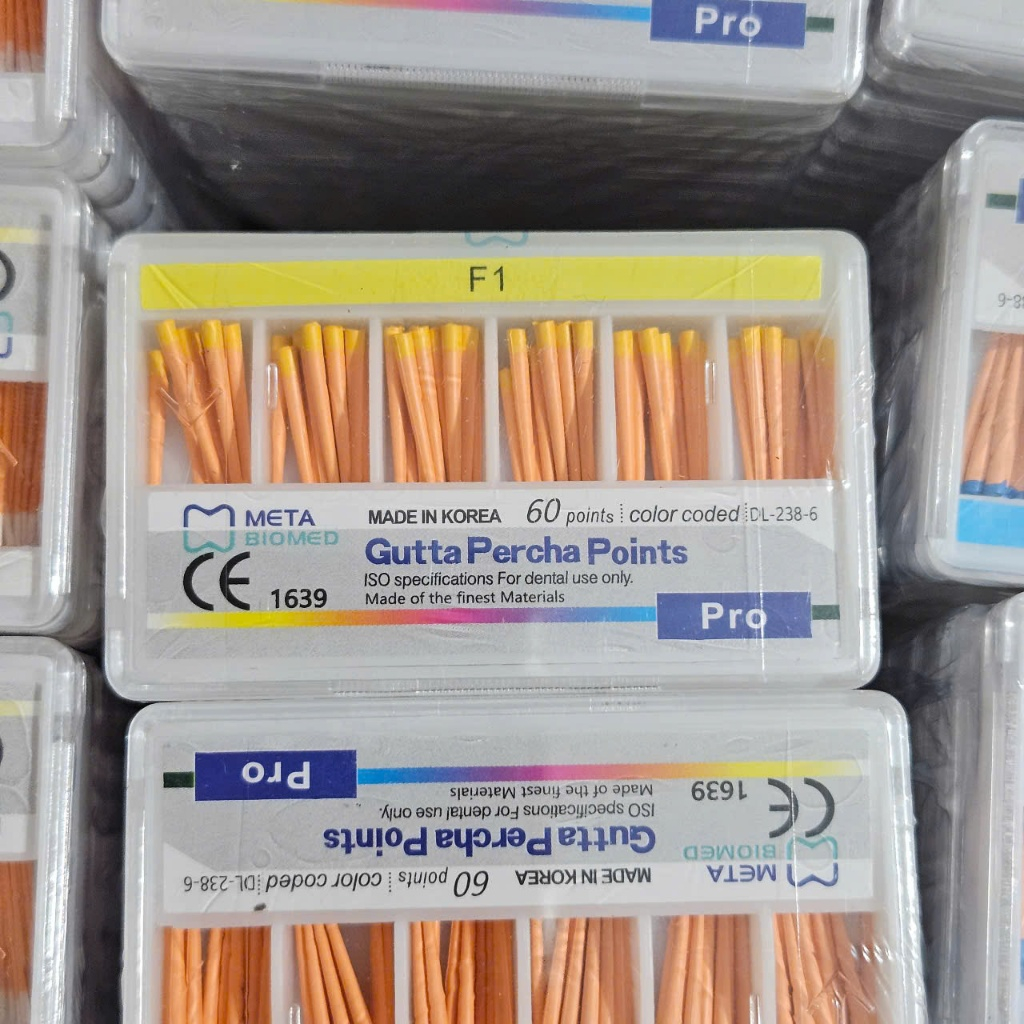 Pro
F1
META
BIOMED
MADE IN KOREA 60 points color coded DL-238-6
Gutta Percha Points
ISO specifications For dental use only.
CE 1639
Made of the finest Materials
Pro
META
BIOMED
MADE IN KOREA 60 points color coded DL-238-6
Gutta Percha Points
ISO specifications For dental use only.
CE 1639
Made of the finest Materials
Pro